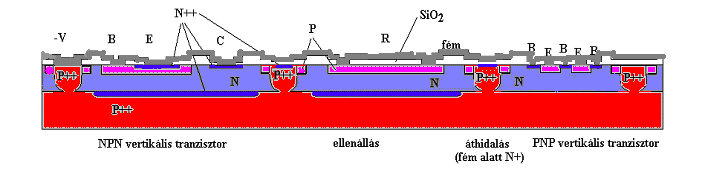 SiO2
N++
-V B E C P R fém B E B E B
P++ N P++ N P++ N P++
P++
NPN vertikális tranzisztor ellenállás áthidalás PNP vertikális tranzisztor
(fém alatt N+)